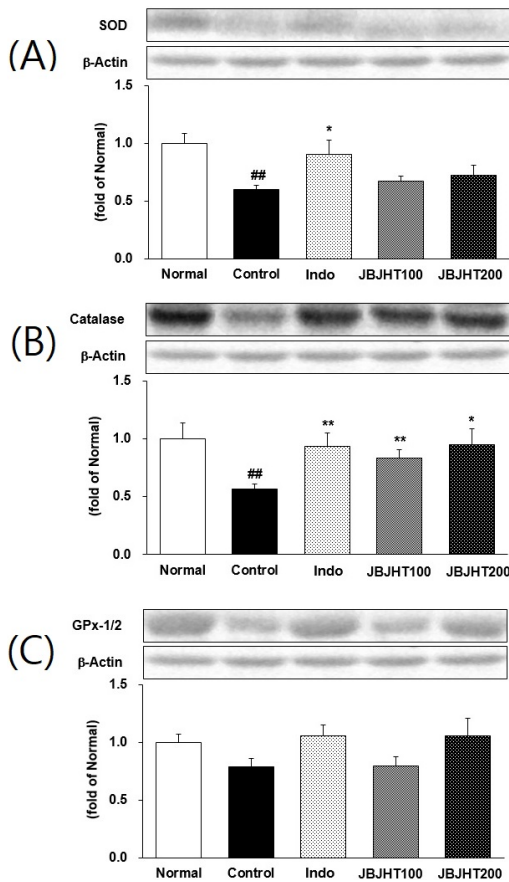 SOD
(A)
β-Actin
(fold of Normal)
1.5
1.0
0.5
0.0
##
*
Normal Control Indo JBJHT100 JBJHT200
Catalase
(B)
β-Actin
(fold of Normal)
1.5
1.0
0.5
0.0
##
**
**
*
Normal Control Indo JBJHT100 JBJHT200
GPx-1/2
(C)
β-Actin
(fold of Normal)
1.5
1.0
0.5
0.0
Normal Control Indo JBJHT100 JBJHT200